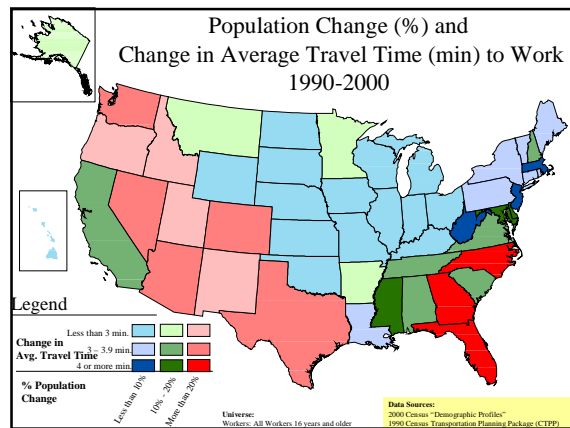 Population Change (%) and
Change in Average Travel Time (min) to Work
1990-2000
Legend
Less than 3 min.
Change in
Avg. Travel Time
3 – 3.9 min.
4 or more min.
% Population
Change
Less than 10%
10% - 20%
More than 20%
Universe:
Workers: All Workers 16 years and older
Data Sources:
2000 Census "Demographic Profiles"
1990 Census Transportation Planning Package (CTPP)